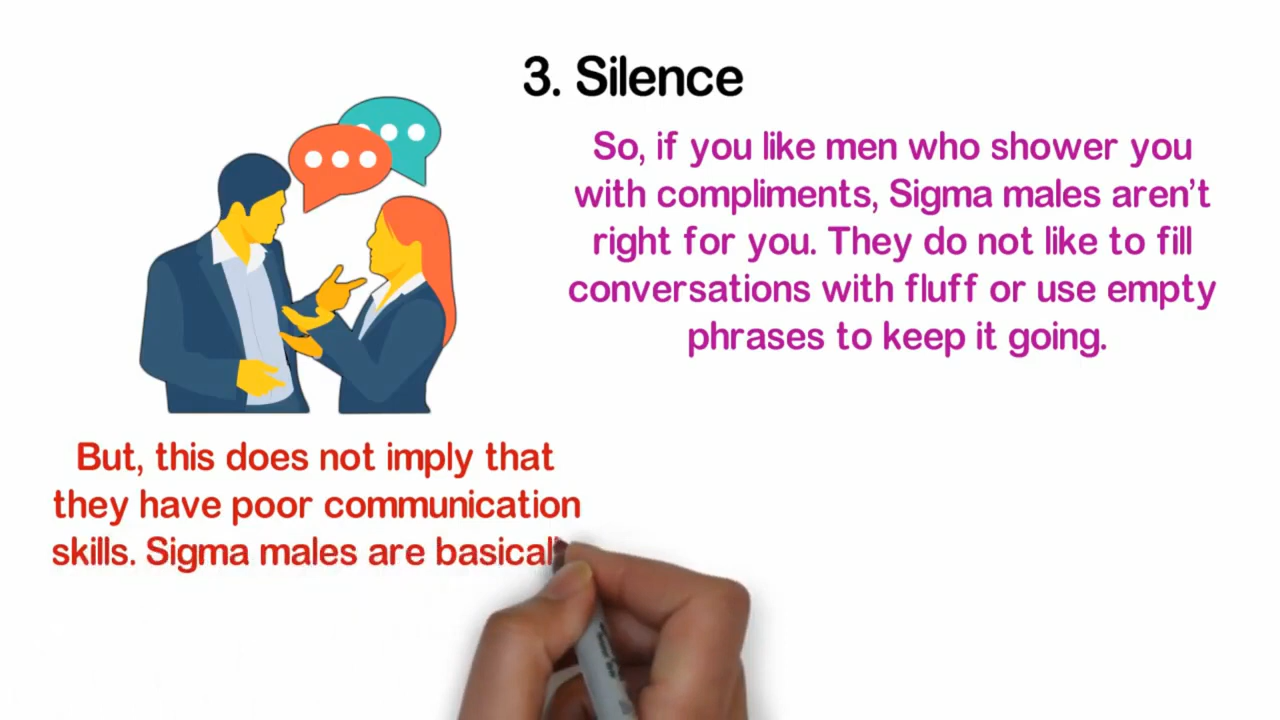 3. Silence
So, if you like men who shower you
with compliments, Sigma males aren't
right for you. They do not like to fill
conversations with fluff or use empty
phrases to keep it going.
But, this does not imply that
they have poor communication
skills. Sigma males are